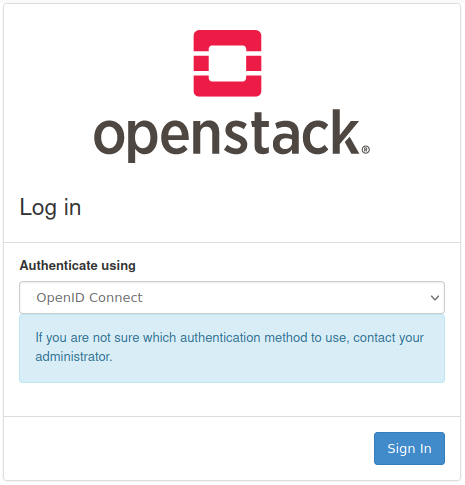 openstack®
Log in
Authenticate using
OpenID Connect
If you are not sure which authentication method to use, contact your
administrator.
Sign In